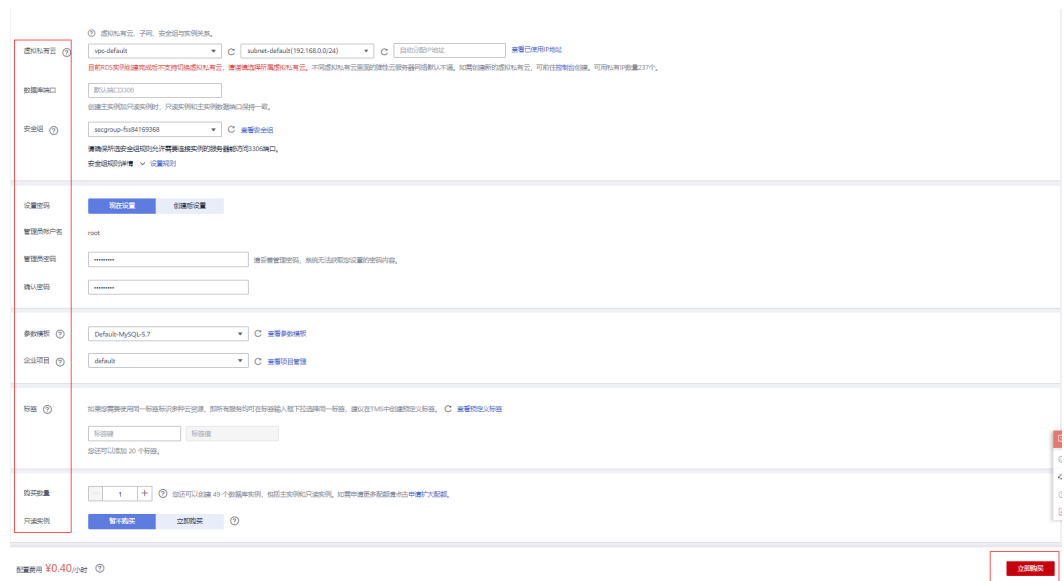 虚拟私有云、子网、安全组与实例关系。
虚拟私有云 vpc-default subnet-default(192.168.0.0/24) 自动分配IP地址 查看已使用IP地址
目前RDS实例创建完成后不支持切换虚拟私有云，请谨慎选择所属虚拟私有云。不同虚拟私有云里面的弹性云服务器网络默认不通。如需创建新的虚拟私有云，可前往控制台创建。可用私有IP数量237个。
数据库端口 默认端口3306
创建主实例和只读实例时，只读实例和主实例数据端口保持一致。
安全组 secgroup-fss84169368 查看安全组
请确保所选安全组规则允许需要连接实例的服务器能访问3306端口。
安全组规则详情 设置规则
设置密码 现在设置 创建后设置
管理员帐户名 root
管理员密码 ••••••••• 请妥善管理密码，系统无法获取您设置的密码内容。
确认密码 •••••••••
参数模板 Default-MySQL-5.7 查看参数模板
企业项目 default 查看项目管理
标签 如果您需要使用同一标签标识多种云资源，即所有服务均可在标签输入框下拉选择同一标签，建议在TMS中创建预定义标签。 查看预定义标签
标签键 标签值
您还可以添加 20 个标签。
购买数量 1 + 您还可以创建 49 个数据库实例，包括主实例和只读实例。如需申请更多配额请点击申请扩大配额。
只读实例 暂不购买 立即购买
配置费用 ¥0.40/小时 立即购买